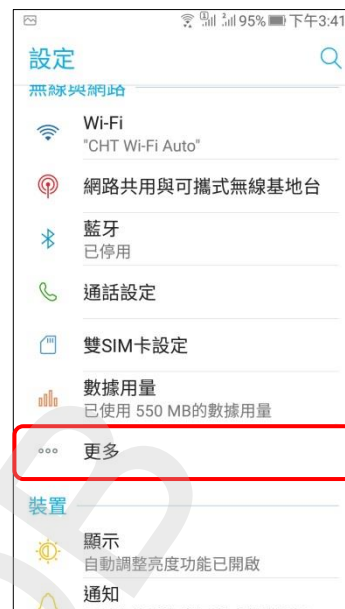 95% 下午3:41
設定
無線與網路
Wi-Fi
"CHT Wi-Fi Auto"
網路共用與可攜式無線基地台
藍牙
已停用
通話設定
雙SIM卡設定
數據用量
已使用 550 MB的數據用量
更多
裝置
顯示
自動調整亮度功能已開啟
通知